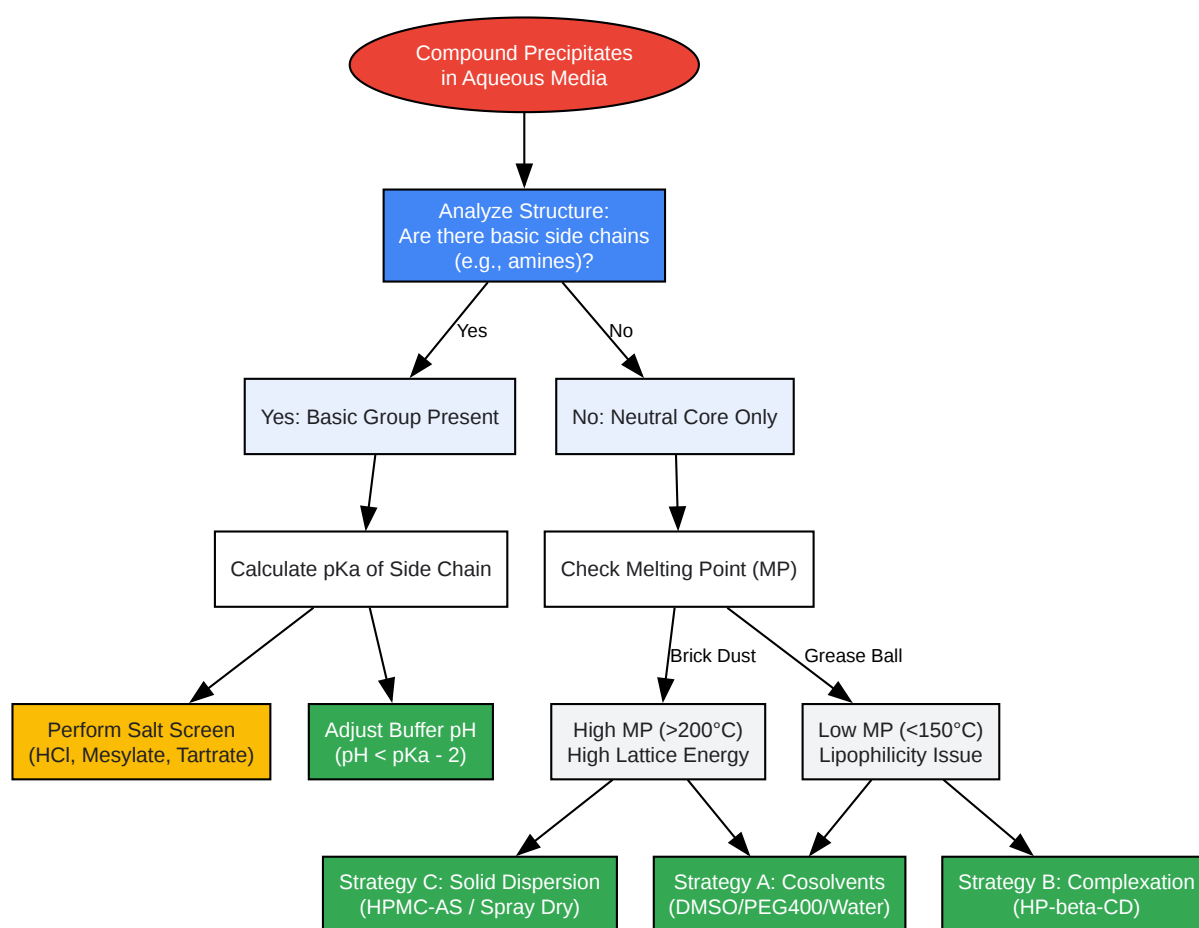 Compound Precipitates
in Aqueous Media
Analyze Structure:
Are there basic side chains
(e.g., amines)?
Yes
No
Yes: Basic Group Present
No: Neutral Core Only
Calculate pKa of Side Chain
Check Melting Point (MP)
Brick Dust
Grease Ball
Perform Salt Screen
(HCl, Mesylate, Tartrate)
Adjust Buffer pH
(pH < pKa - 2)
High MP (>200°C)
High Lattice Energy
Low MP (<150°C)
Lipophilicity Issue
Strategy C: Solid Dispersion
(HPMC-AS / Spray Dry)
Strategy A: Cosolvents
(DMSO/PEG400/Water)
Strategy B: Complexation
(HP-beta-CD)